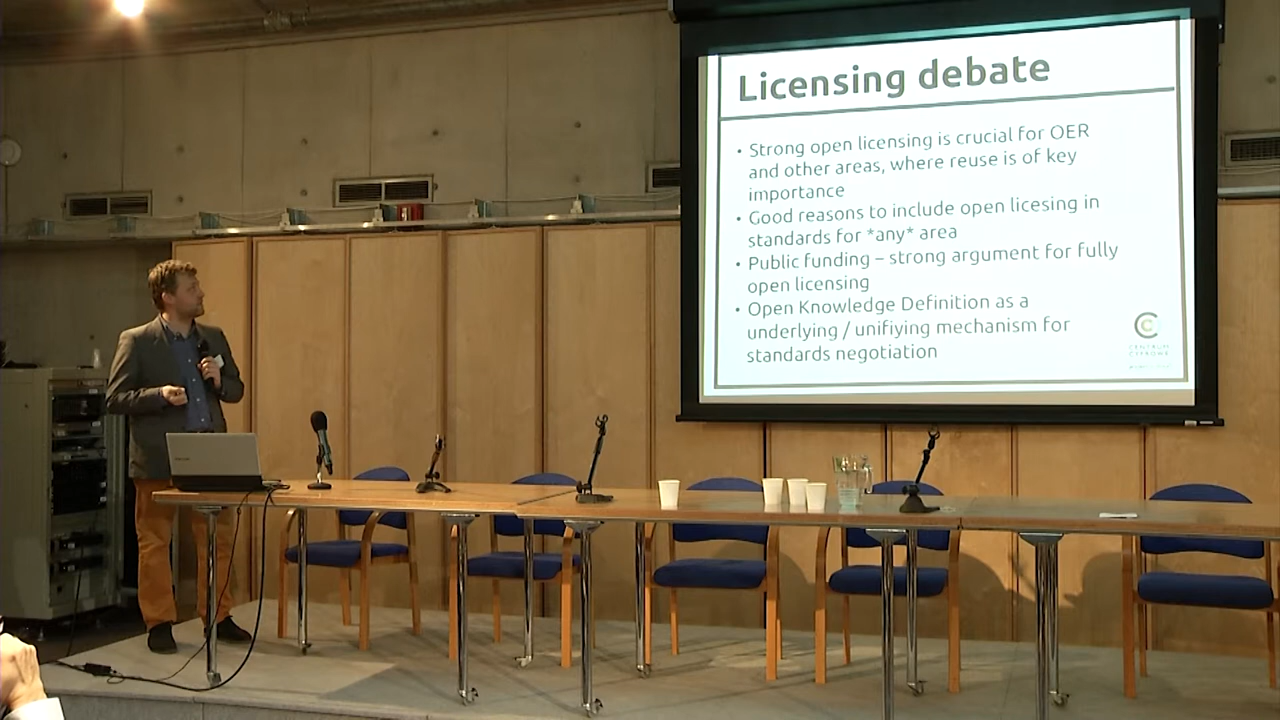 Licensing debate
• Strong open licensing is crucial for OER
and other areas, where reuse is of key
importance
• Good reasons to include open licesing in
standards for *any* area
• Public funding – strong argument for fully
open licensing
• Open Knowledge Definition as a
underlying / unifiying mechanism for
standards negotiation
CENTRUM
CYFROWE